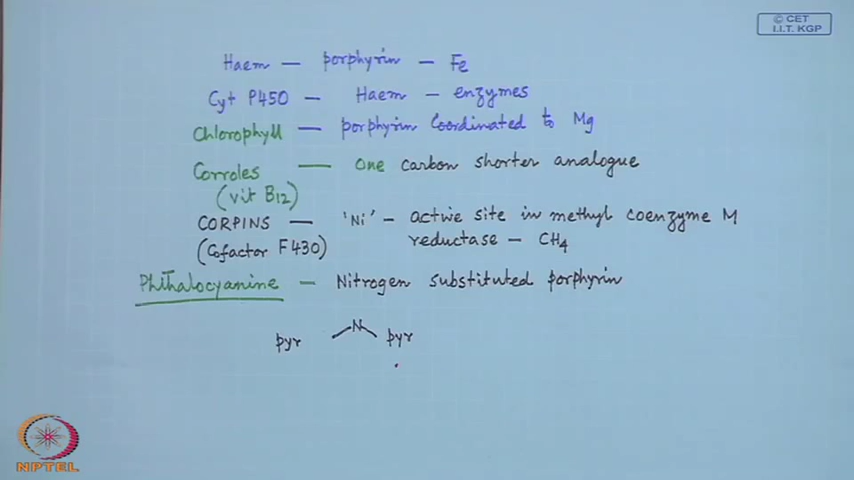 © CET
I.I.T. KGP
Haem — porphyrin — Fe
Cyt P450 — Haem — enzymes
Chlorophyll — porphyrin Coordinated to Mg
Corroles — One carbon shorter analogue
(vit B12)
CORPINS — 'Ni' — active site in methyl coenzyme M
(Cofactor F430) reductase — CH4
Phthalocyanine — Nitrogen substituted porphyrin
pyr N pyr
NPTEL